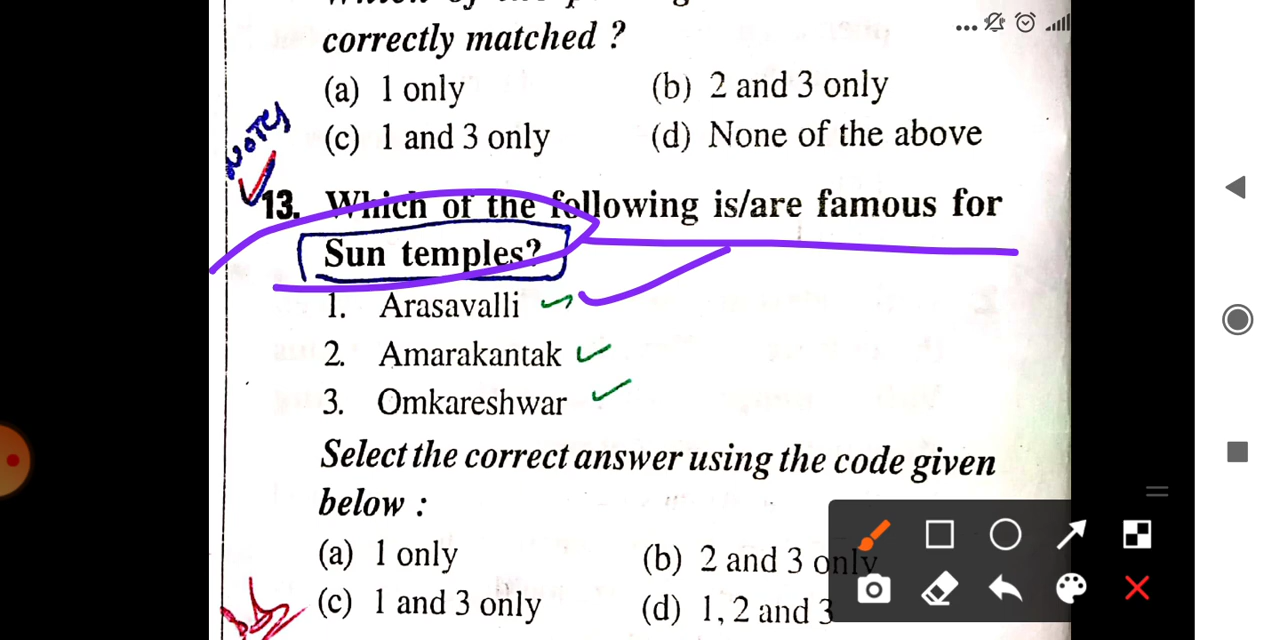 correctly matched ?
(a) 1 only (b) 2 and 3 only
(c) 1 and 3 only (d) None of the above
NOTES
13. Which of the following is/are famous for
Sun temples?
1. Arasavalli
2. Amarakantak
3. Omkareshwar
Select the correct answer using the code given
below :
(a) 1 only (b) 2 and 3 only
(c) 1 and 3 only (d) 1, 2 and 3